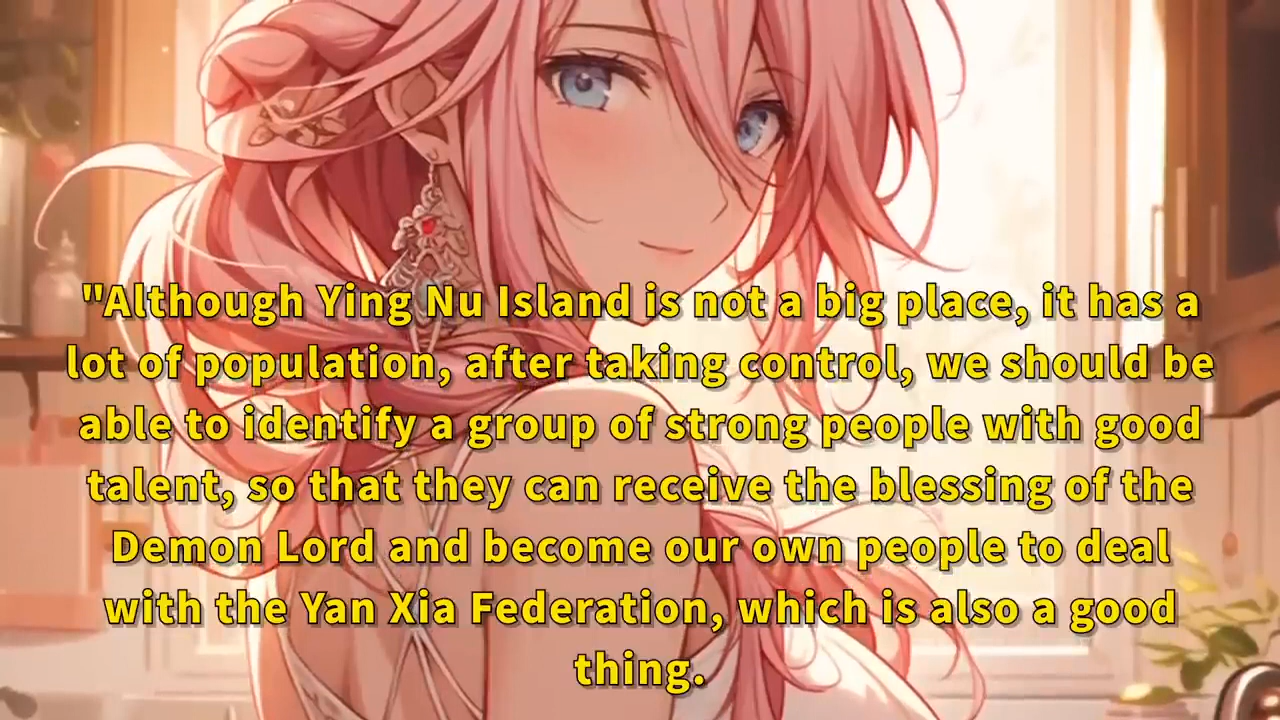 "Although Ying Nu Island is not a big place, it has a
lot of population, after taking control, we should be
able to identify a group of strong people with good
talent, so that they can receive the blessing of the
Demon Lord and become our own people to deal
with the Yan Xia Federation, which is also a good
thing.